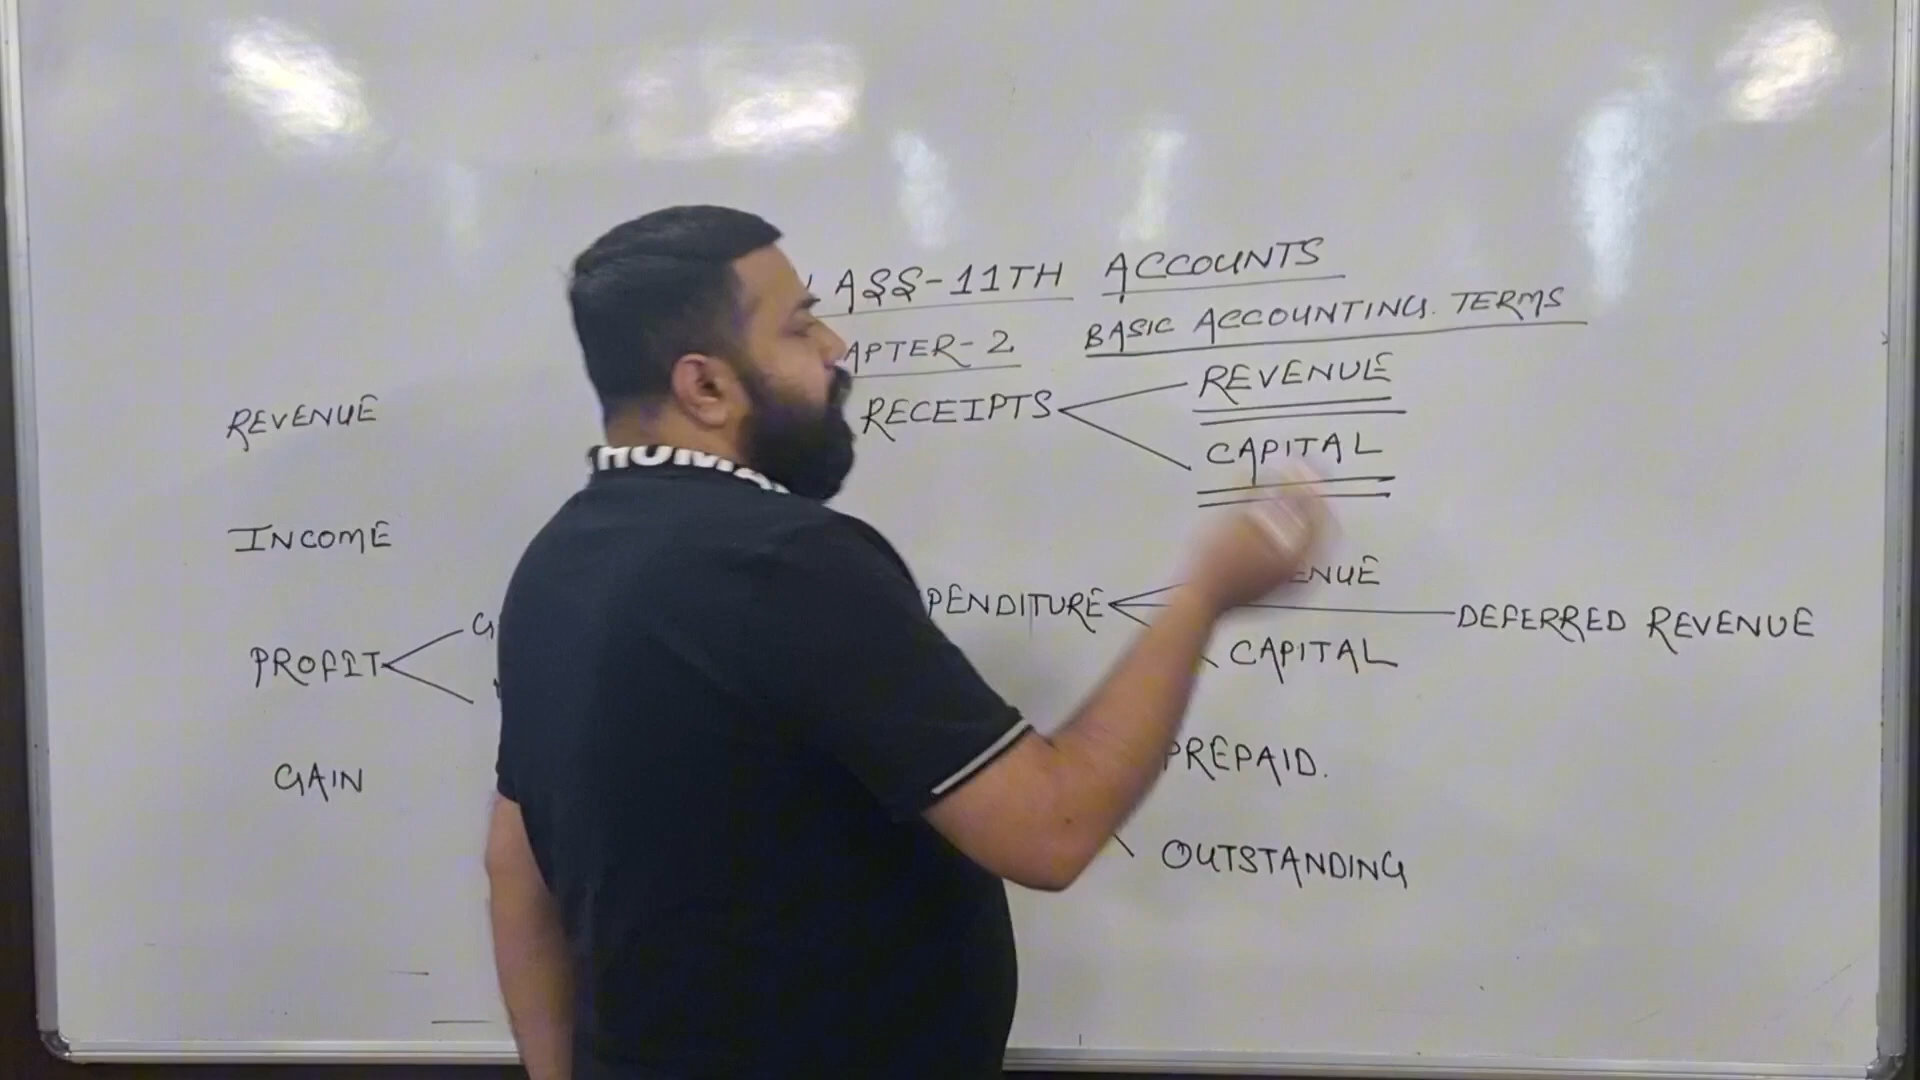 ASS-11TH ACCOUNTS
APTER-2 BASIC ACCOUNTING TERMS
REVENUE
RECEIPTS
REVENUE
CAPITAL
INCOME
PENDITURE
ENUE
DEFERRED REVENUE
CAPITAL
PROFIT
G
GAIN
PREPAID.
OUTSTANDING
HUMA